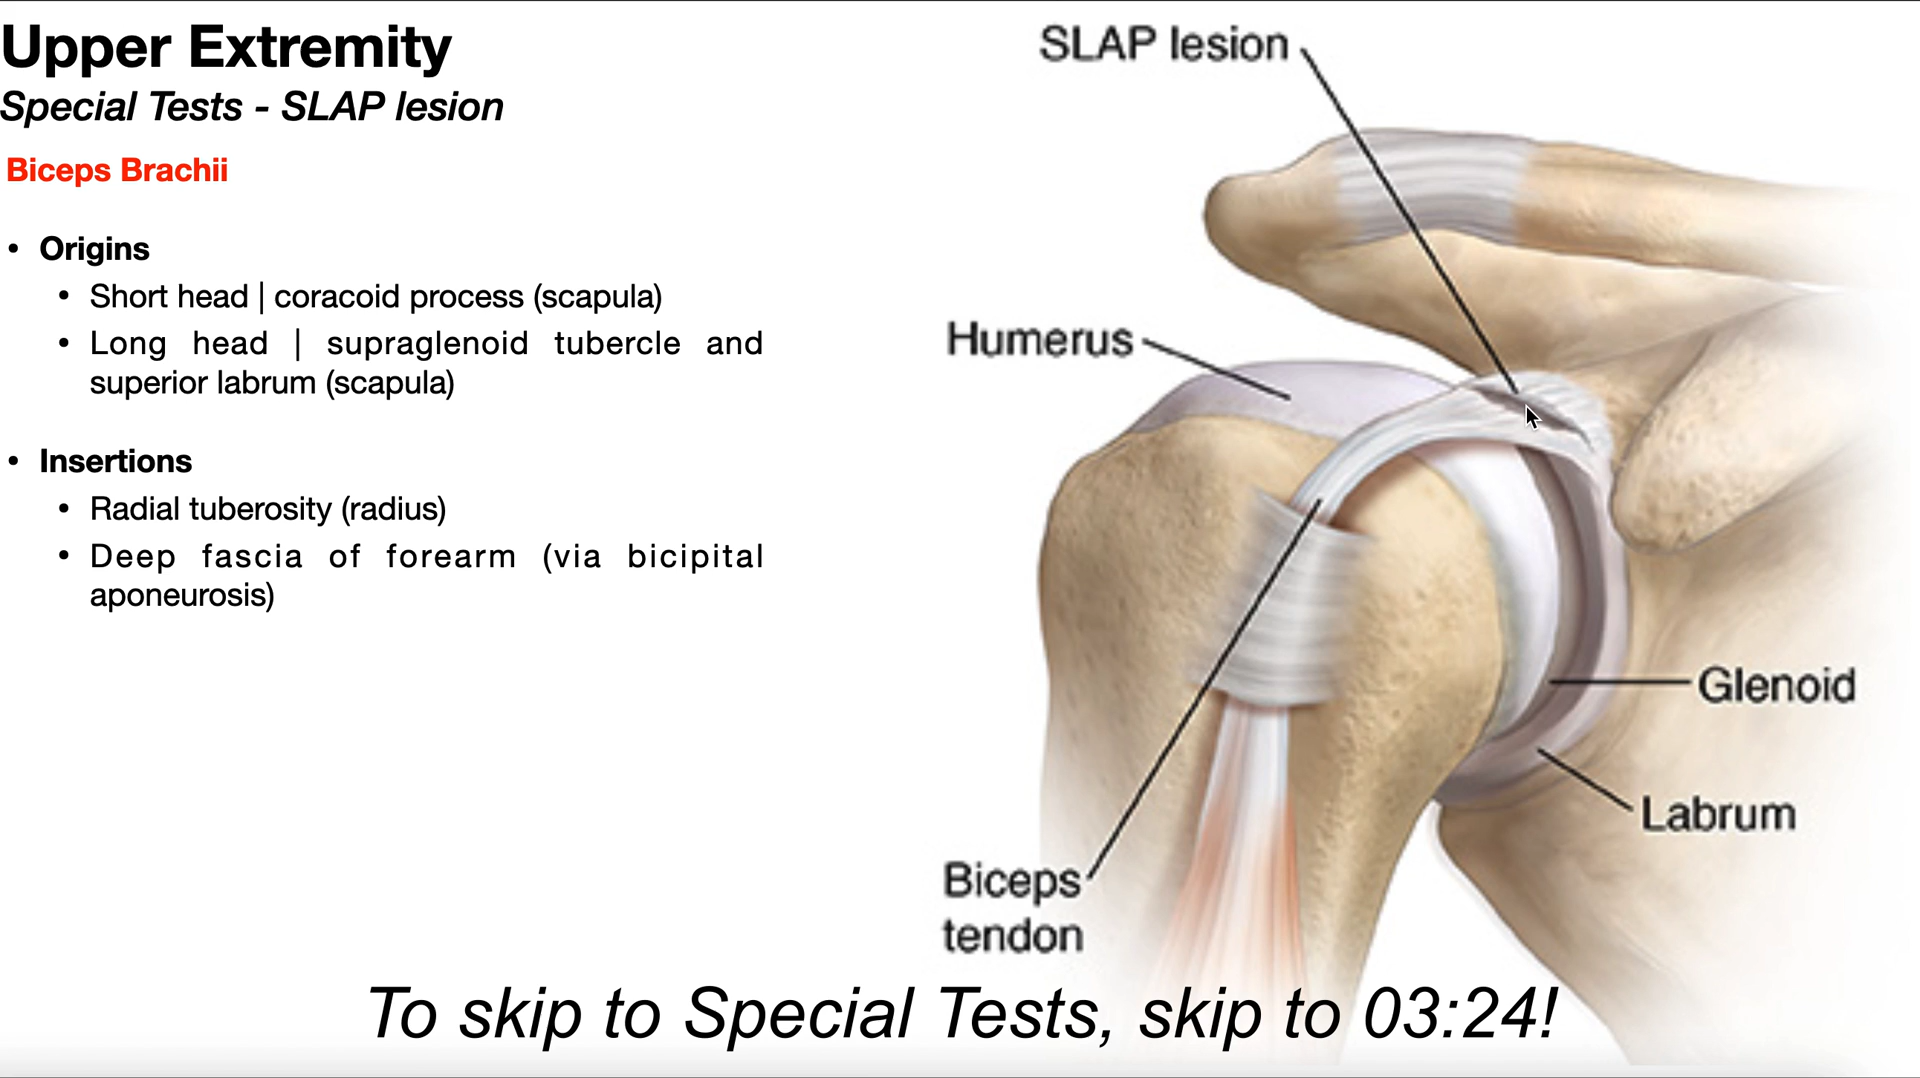 Upper Extremity
Special Tests - SLAP lesion
Biceps Brachii
• Origins
• Short head | coracoid process (scapula)
• Long head | supraglenoid tubercle and
superior labrum (scapula)
• Insertions
• Radial tuberosity (radius)
• Deep fascia of forearm (via bicipital
aponeurosis)
SLAP lesion
Humerus
Glenoid
Labrum
Biceps
tendon
To skip to Special Tests, skip to 03:24!